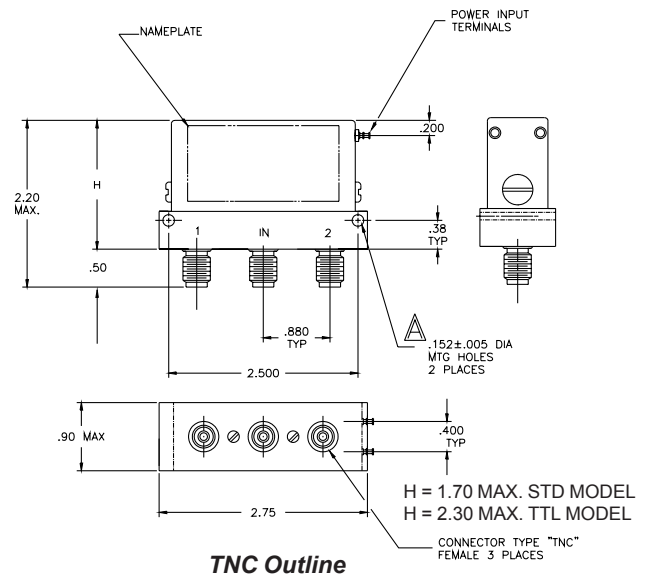 NAMEPLATE
POWER INPUT
TERMINALS
.200
2.20
MAX.
H
.50
1
IN
2
.38
TYP
.880
TYP
2.500
A
.152±.005 DIA
MTG HOLES
2 PLACES
.90 MAX
.400
TYP
2.75
H = 1.70 MAX. STD MODEL
H = 2.30 MAX. TTL MODEL
CONNECTOR TYPE "TNC"
FEMALE 3 PLACES
TNC Outline